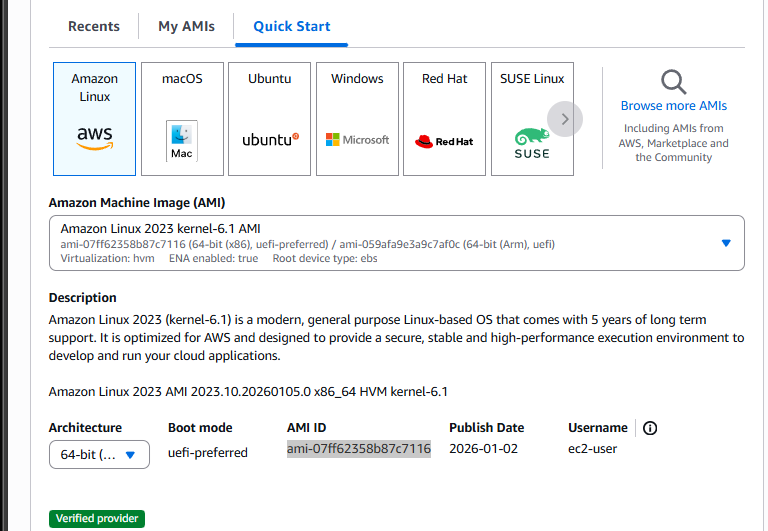 Recents My AMIs Quick Start
Amazon Linux
aws
macOS
Mac
Ubuntu
ubuntu
Windows
Microsoft
Red Hat
Red Hat
SUSE Linux
SUSE
Browse more AMIs
Including AMIs from
AWS, Marketplace and
the Community
Amazon Machine Image (AMI)
Amazon Linux 2023 kernel-6.1 AMI
ami-07ff62358b87c7116 (64-bit (x86), uefi-preferred) / ami-059afa9e3a9c7af0c (64-bit (Arm), uefi)
Virtualization: hvm ENA enabled: true Root device type: ebs
Description
Amazon Linux 2023 (kernel-6.1) is a modern, general purpose Linux-based OS that comes with 5 years of long term
support. It is optimized for AWS and designed to provide a secure, stable and high-performance execution environment to
develop and run your cloud applications.
Amazon Linux 2023 AMI 2023.10.20260105.0 x86_64 HVM kernel-6.1
Architecture Boot mode AMI ID Publish Date Username
64-bit (... uefi-preferred ami-07ff62358b87c7116 2026-01-02 ec2-user
Verified provider